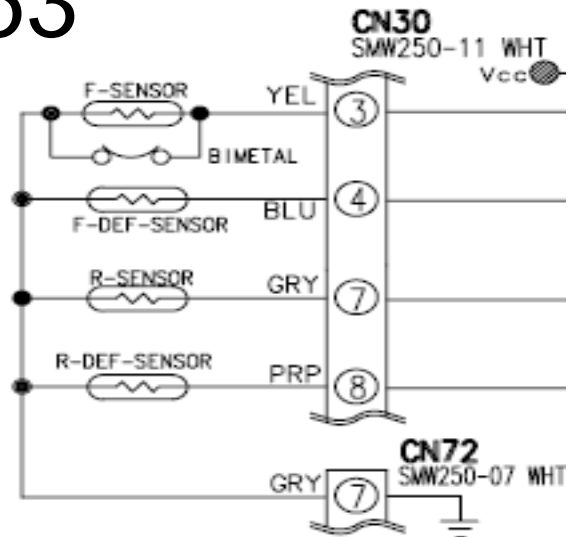 53
CN30
SMW250-11 WHT
Vcc
F-SENSOR
YEL
3
BIMETAL
4
BLU
F-DEF-SENSOR
R-SENSOR
GRY
7
R-DEF-SENSOR
PRP
8
CN72
SMW250-07 WHT
GRY
7